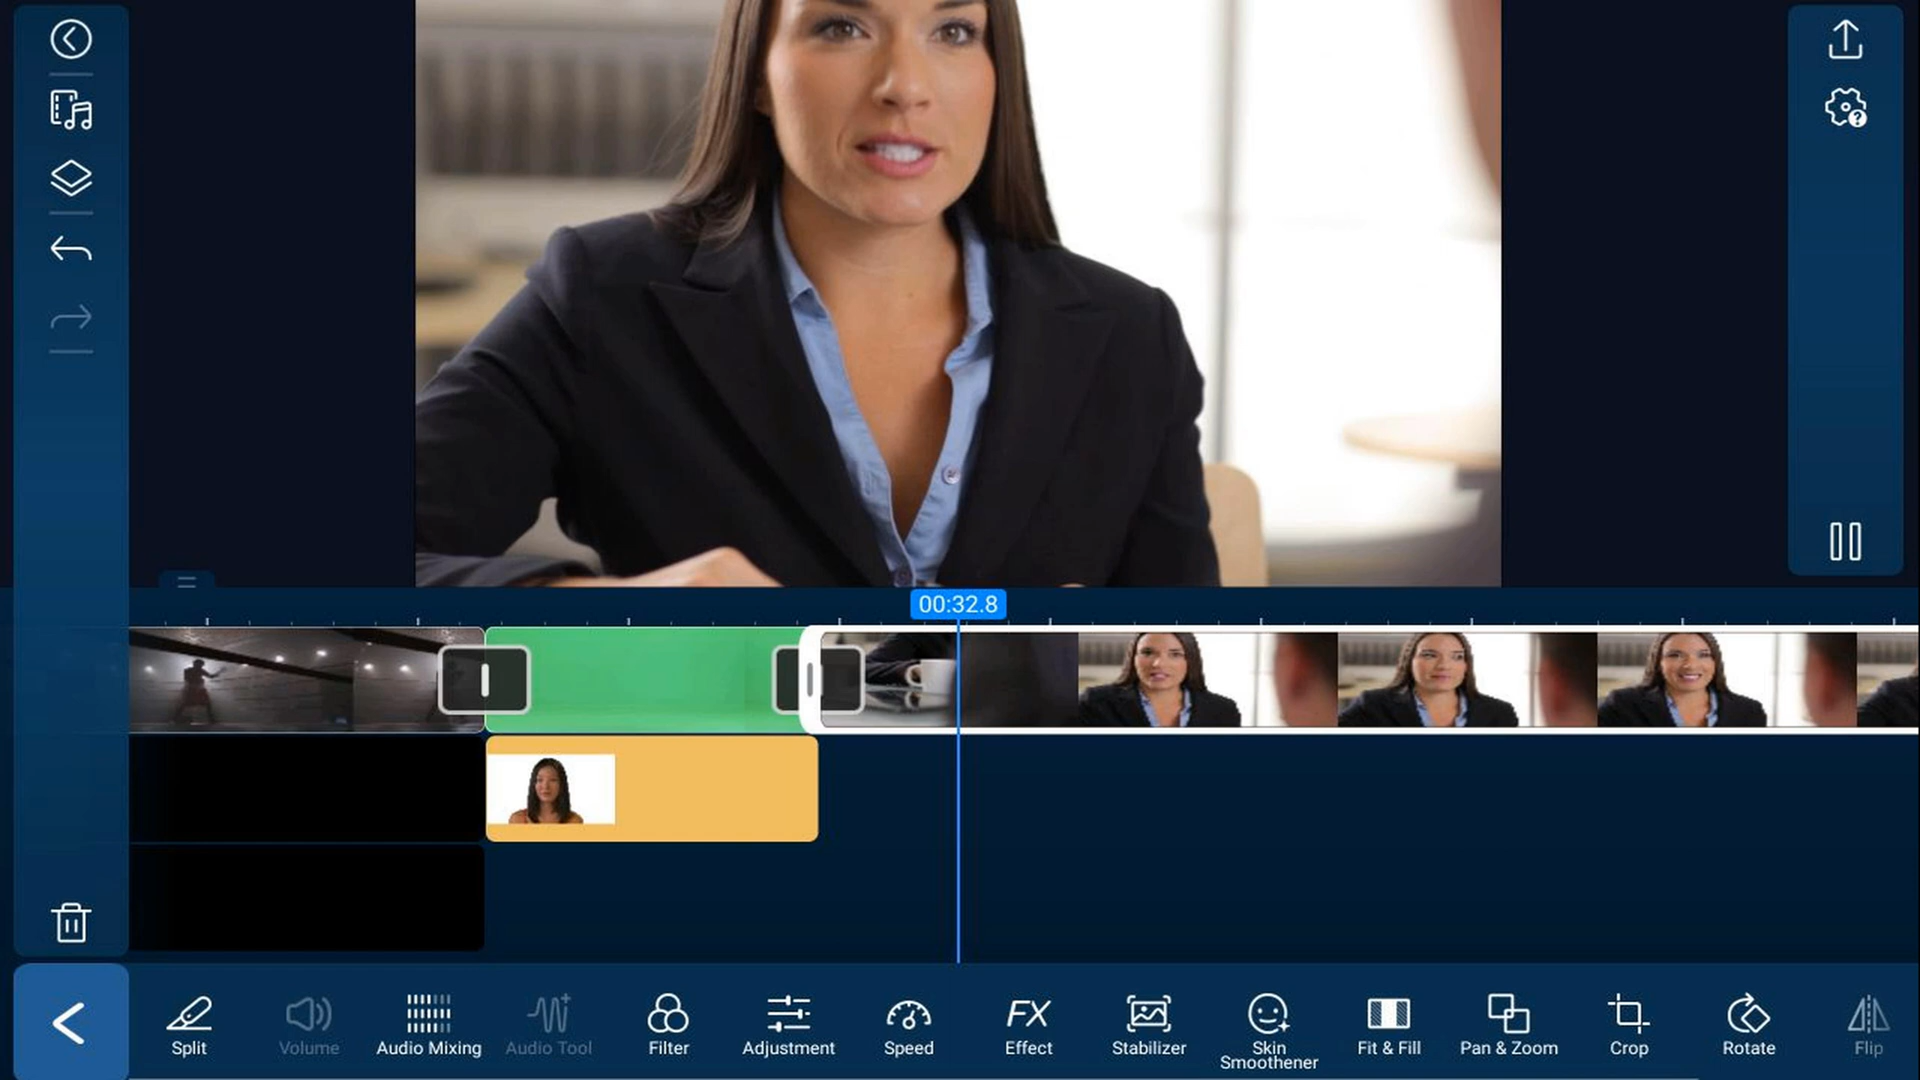 00:32.8
Split
Volume
Audio Mixing
Audio Tool
Filter
Adjustment
Speed
FX
Effect
Stabilizer
Skin
Smoothener
Fit & Fill
Pan & Zoom
Crop
Rotate
Flip